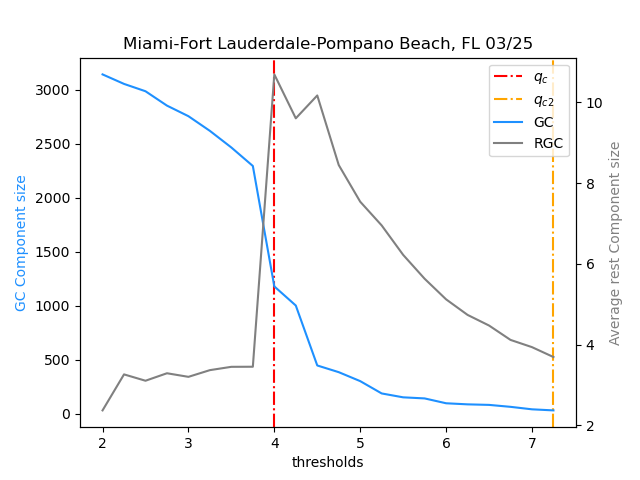 Miami-Fort Lauderdale-Pompano Beach, FL 03/25
GC Component size
3000
2500
2000
1500
1000
500
0
q_c
q_c2
GC
RGC
10
8
6
4
2
Average rest Component size
2 3 4 5 6 7
thresholds